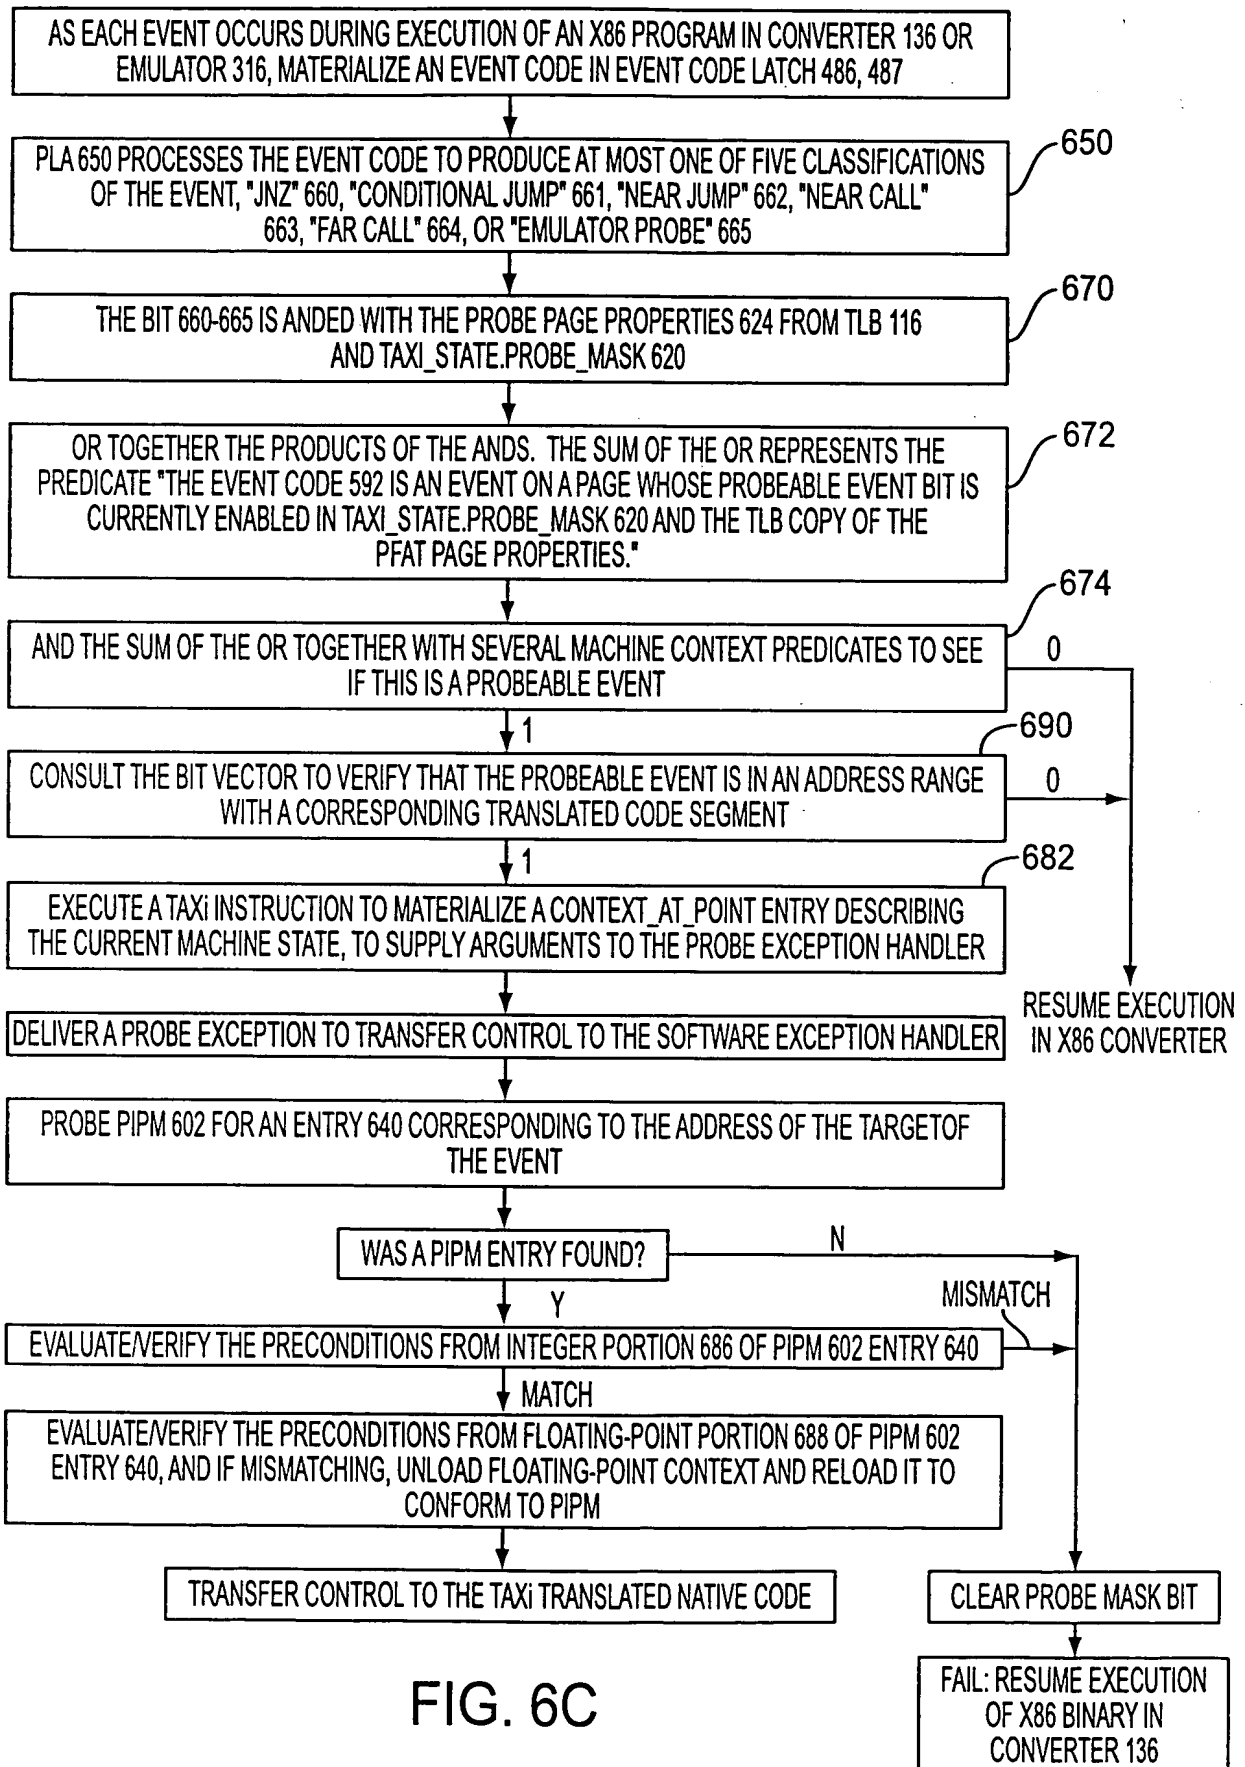 AS EACH EVENT OCCURS DURING EXECUTION OF AN X86 PROGRAM IN CONVERTER 136 OR
EMULATOR 316, MATERIALIZE AN EVENT CODE IN EVENT CODE LATCH 486, 487
650
PLA 650 PROCESSES THE EVENT CODE TO PRODUCE AT MOST ONE OF FIVE CLASSIFICATIONS
OF THE EVENT, "JNZ" 660, "CONDITIONAL JUMP" 661, "NEAR JUMP" 662, "NEAR CALL"
663, "FAR CALL" 664, OR "EMULATOR PROBE" 665
670
THE BIT 660-665 IS ANDED WITH THE PROBE PAGE PROPERTIES 624 FROM TLB 116
AND TAXI_STATE.PROBE_MASK 620
672
OR TOGETHER THE PRODUCTS OF THE ANDS. THE SUM OF THE OR REPRESENTS THE
PREDICATE "THE EVENT CODE 592 IS AN EVENT ON A PAGE WHOSE PROBEABLE EVENT BIT IS
CURRENTLY ENABLED IN TAXI_STATE.PROBE_MASK 620 AND THE TLB COPY OF THE
PFAT PAGE PROPERTIES."
674
AND THE SUM OF THE OR TOGETHER WITH SEVERAL MACHINE CONTEXT PREDICATES TO SEE
IF THIS IS A PROBEABLE EVENT
0
1
690
CONSULT THE BIT VECTOR TO VERIFY THAT THE PROBEABLE EVENT IS IN AN ADDRESS RANGE
WITH A CORRESPONDING TRANSLATED CODE SEGMENT
0
1
682
EXECUTE A TAXi INSTRUCTION TO MATERIALIZE A CONTEXT_AT_POINT ENTRY DESCRIBING
THE CURRENT MACHINE STATE, TO SUPPLY ARGUMENTS TO THE PROBE EXCEPTION HANDLER
RESUME EXECUTION
IN X86 CONVERTER
DELIVER A PROBE EXCEPTION TO TRANSFER CONTROL TO THE SOFTWARE EXCEPTION HANDLER
PROBE PIPM 602 FOR AN ENTRY 640 CORRESPONDING TO THE ADDRESS OF THE TARGETOF
THE EVENT
WAS A PIPM ENTRY FOUND?
N
Y
MISMATCH
EVALUATE/VERIFY THE PRECONDITIONS FROM INTEGER PORTION 686 OF PIPM 602 ENTRY 640
MATCH
EVALUATE/VERIFY THE PRECONDITIONS FROM FLOATING-POINT PORTION 688 OF PIPM 602
ENTRY 640, AND IF MISMATCHING, UNLOAD FLOATING-POINT CONTEXT AND RELOAD IT TO
CONFORM TO PIPM
TRANSFER CONTROL TO THE TAXi TRANSLATED NATIVE CODE
CLEAR PROBE MASK BIT
FAIL: RESUME EXECUTION
OF X86 BINARY IN
CONVERTER 136
FIG. 6C